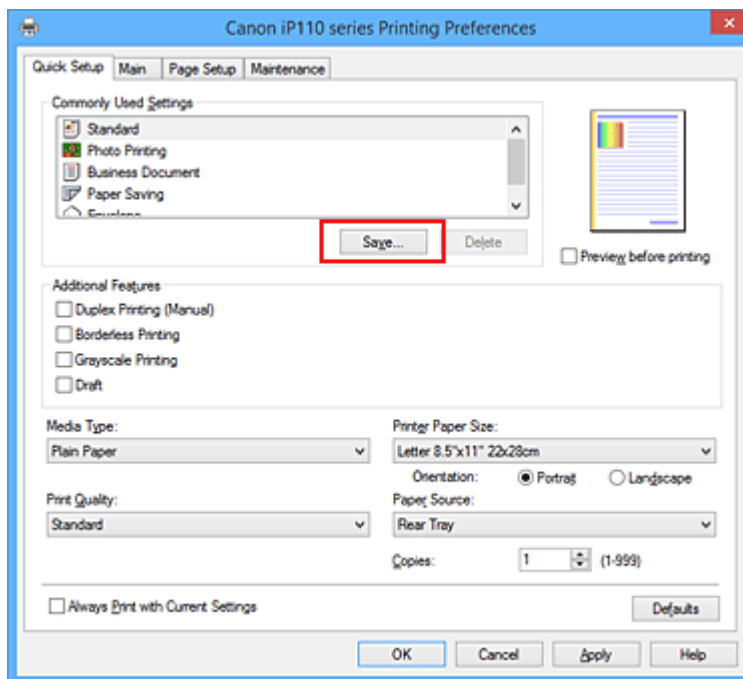 Canon iP110 series Printing Preferences
Quick Setup Main Page Setup Maintenance
Commonly Used Settings
Standard
Photo Printing
Business Document
Paper Saving
Envelope
Save... Delete
Preview before printing
Additional Features
Duplex Printing (Manual)
Borderless Printing
Grayscale Printing
Draft
Media Type:
Plain Paper
Printer Paper Size:
Letter 8.5"x11" 22x28cm
Orientation: Portrait Landscape
Print Quality:
Standard
Paper Source:
Rear Tray
Copies: 1 (1-999)
Always Print with Current Settings
Defaults
OK Cancel Apply Help